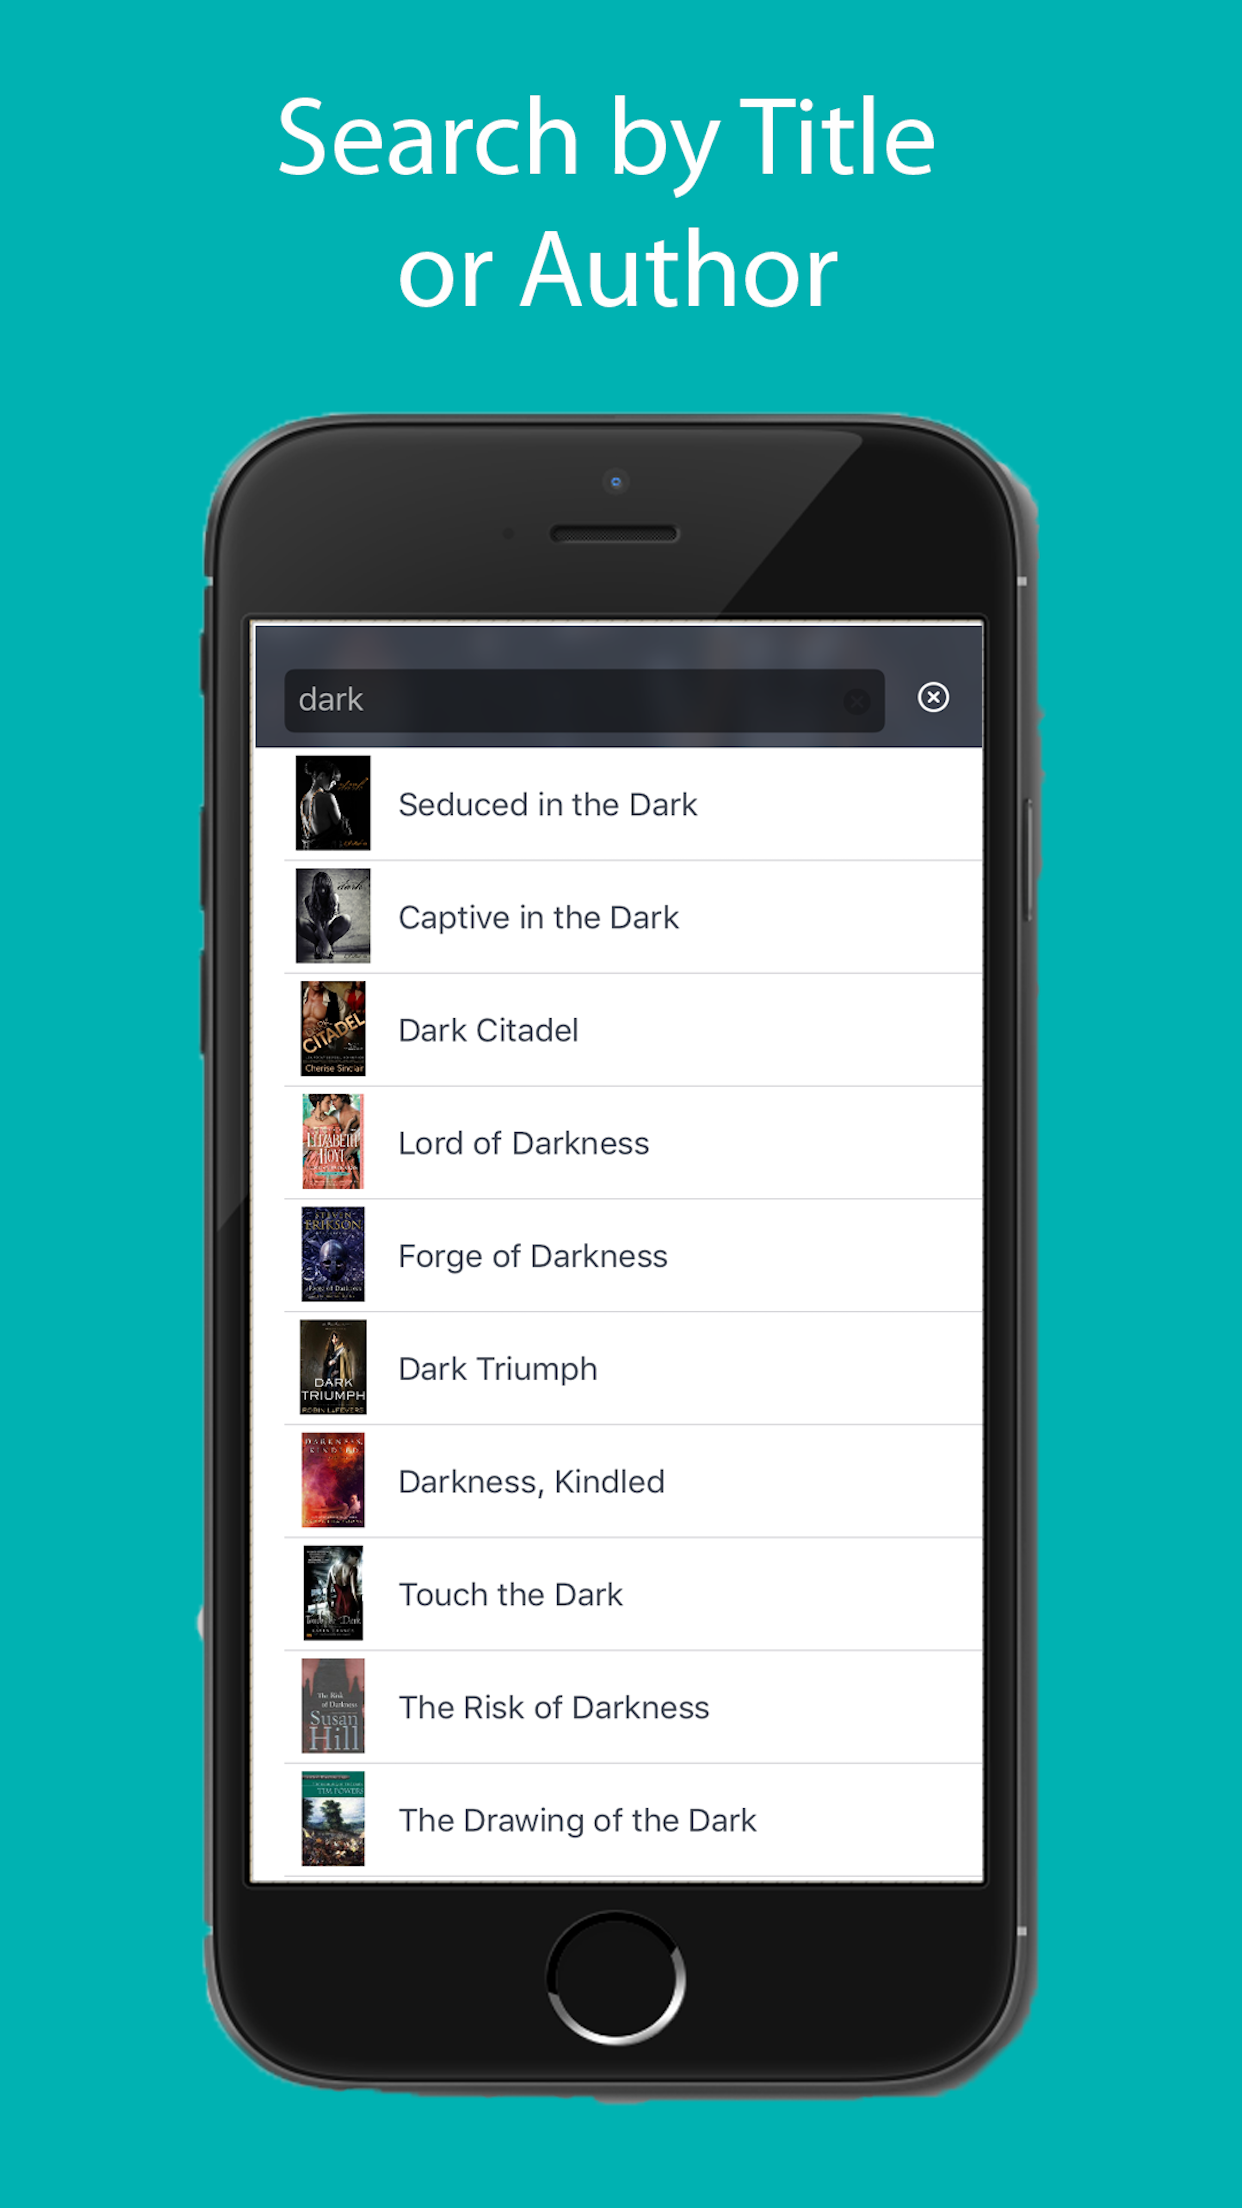 Search by Title
or Author
dark
dark
Seduced in the Dark
dark
Captive in the Dark
CITADEL
Cherise Sinclair
Dark Citadel
ELIZABETH
HOYT
Lord of Darkness
STEVEN
ERIKSON
Forge of Darkness
Forge of Darkness
DARK
TRIUMPH
ROBIN LAFEVERS
Dark Triumph
DARKNESS,
KINDLED
Darkness, Kindled
Touch the Dark
KAREN CHANCE
Touch the Dark
The Risk
of Darkness
Susan
Hill
The Risk of Darkness
TIM POWERS
The Drawing of the Dark